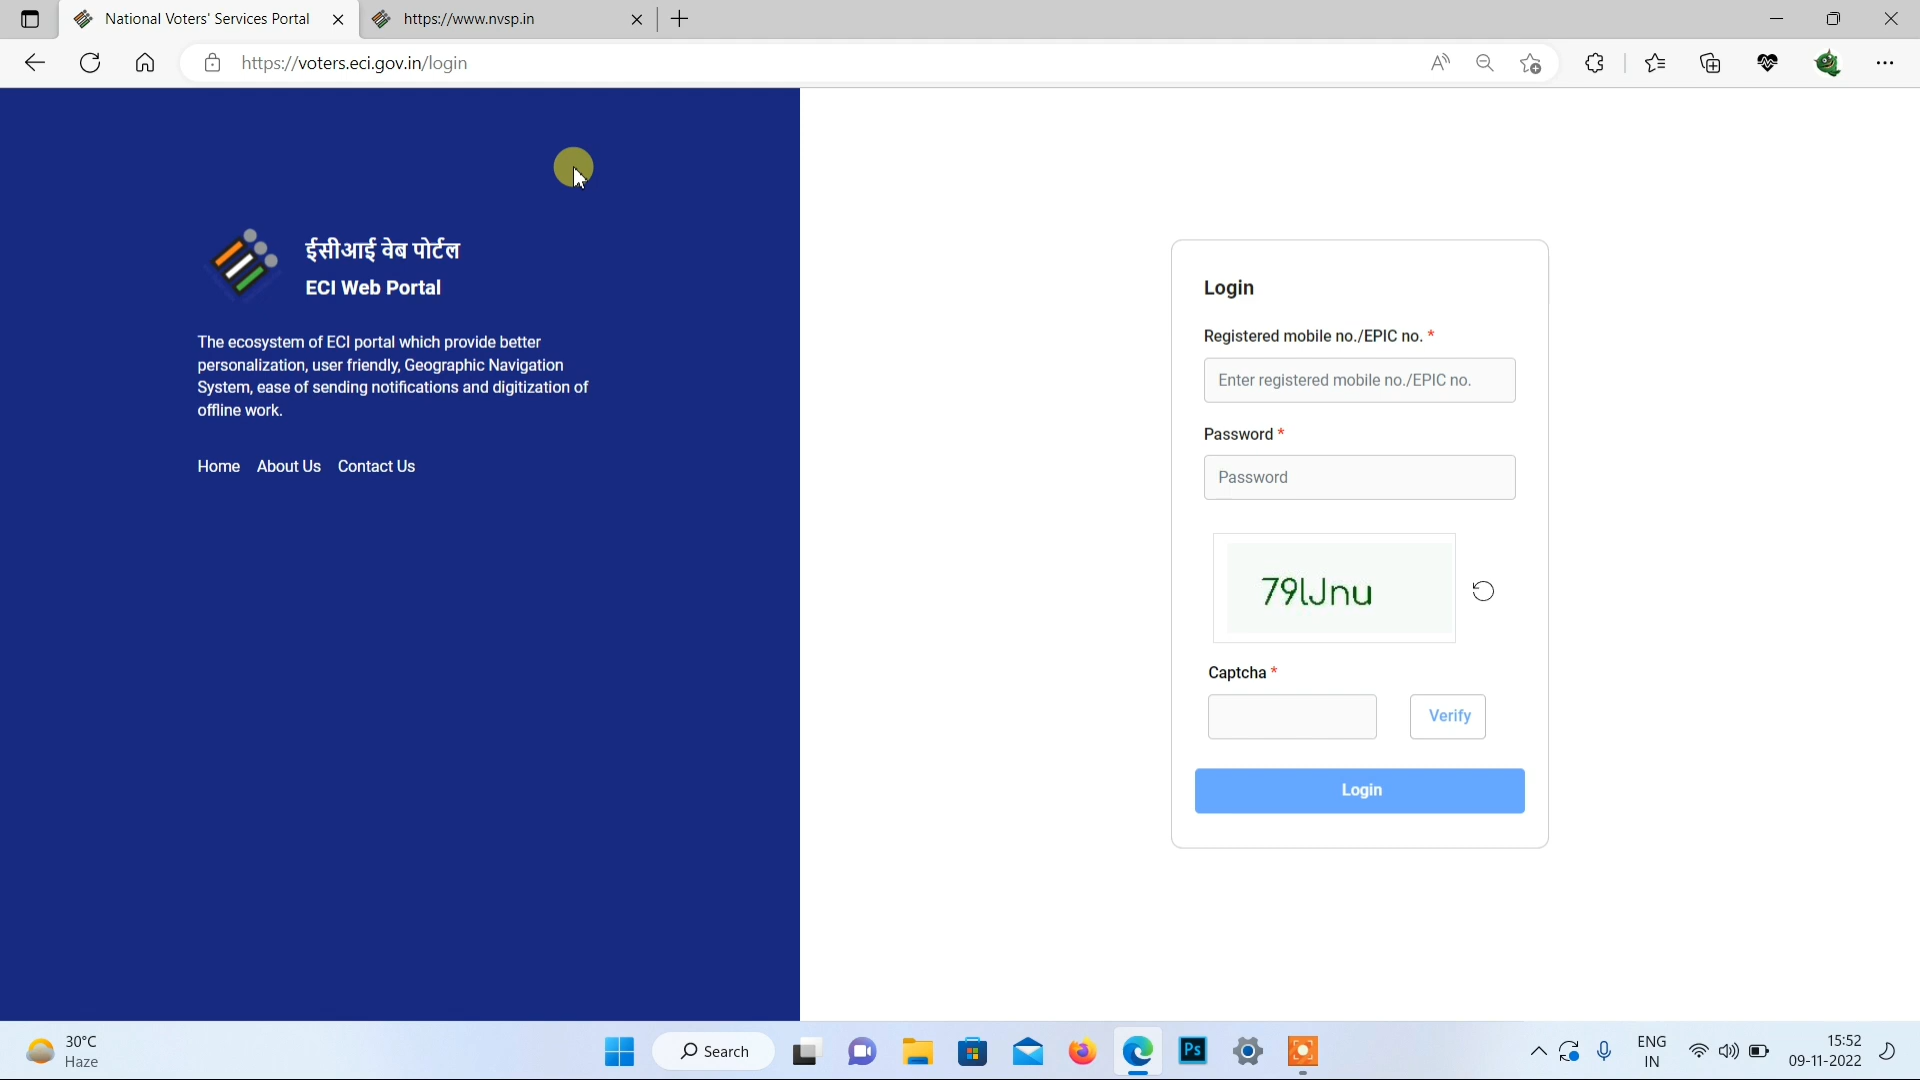 National Voters' Services Portal
https://www.nvsp.in
https://voters.eci.gov.in/login
ईसीआई वेब पोर्टल
ECI Web Portal
The ecosystem of ECI portal which provide better
personalization, user friendly, Geographic Navigation
System, ease of sending notifications and digitization of
offline work.
Home About Us Contact Us
Login
Registered mobile no./EPIC no. *
Enter registered mobile no./EPIC no.
Password *
Password
79lJnu
Captcha *
Verify
Login
30°C
Haze
Search
Ps
ENG
IN
15:52
09-11-2022